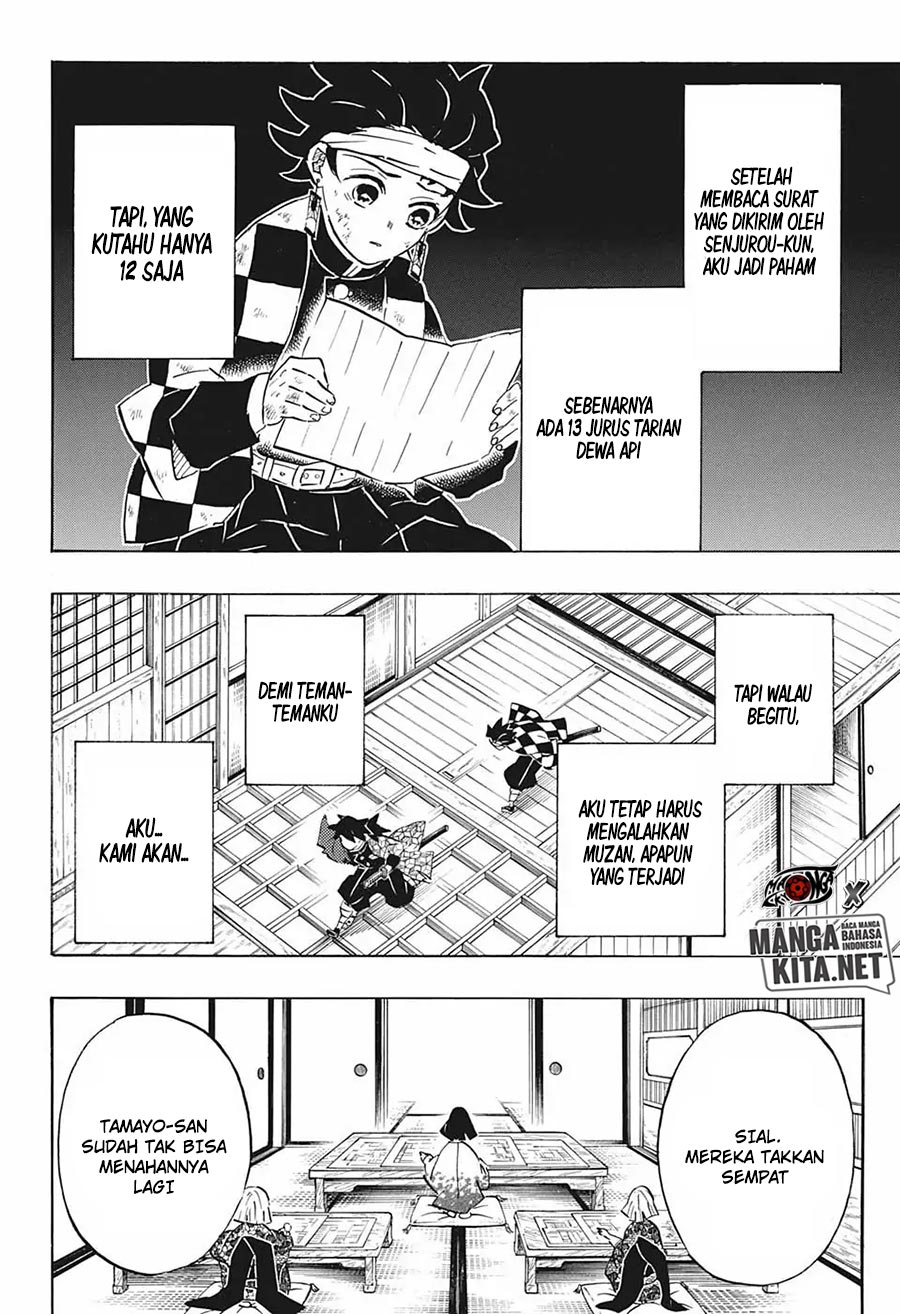 SETELAH
MEMBACA SURAT
YANG DIKIRIM OLEH
SENJUROU-KUN,
AKU JADI PAHAM
SEBENARNYA
ADA 13 JURUS TARIAN
DEWA API
TAPI, YANG
KUTAHU HANYA
12 SAJA
TAPI WALAU
BEGITU,
AKU TETAP HARUS
MENGALAHKAN
MUZAN, APAPUN
YANG TERJADI
DEMI TEMAN-
TEMANKU
AKU...
KAMI AKAN...
X
MANGA
BACA MANGA
BAHASA
INDONESIA
KITA.NET
SIAL.
MEREKA TAKKAN
SEMPAT
TAMAYO-SAN
SUDAH TAK BISA
MENAHANNYA
LAGI